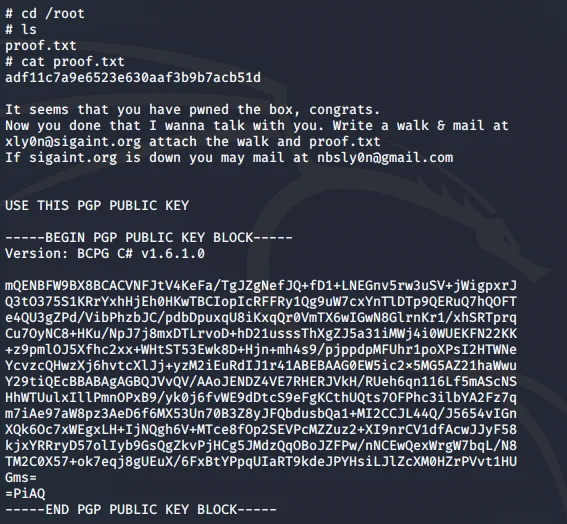 # cd /root
# ls
proof.txt
# cat proof.txt
adf11c7a9e6523e630aaf3b9b7acb51d
It seems that you have pwned the box, congrats.
Now you done that I wanna talk with you. Write a walk & mail at
xly0n@sigaint.org attach the walk and proof.txt
If sigaint.org is down you may mail at nbsly0n@gmail.com
USE THIS PGP PUBLIC KEY
-----BEGIN PGP PUBLIC KEY BLOCK-----
Version: BCPG C# v1.6.1.0
mQENBFW9BX8BCACVNFJtV4KeFa/TgJZgNefJQ+fD1+LNEGnv5rw3uSV+jWigpxrJ
Q3tO375S1KRrYxhHjEh0HKwTBCIopIcRFFRy1Qg9uW7cxYnTlDTp9QERuQ7hQOFT
e4QU3gZPd/VibPhzbJC/pdbDpuxqU8iKxqQr0VmTX6wIGwN8GlrnKr1/xhSRTprq
Cu7OyNC8+HKu/NpJ7j8mxDTLrvoD+hD21usssThXgZJ5a31iMWj4i0WUEKFN22KK
+z9pmlOJ5Xfhc2xx+WHtST53Ewk8D+Hjn+mh4s9/pjppdpMFUhr1poXPsI2HTWNe
YcvzcQHwzXj6hvtcXlJj+yzM2iEuRdIJ1r41ABEBAAG0EW5ic2x5MG5AZ21haWwu
Y29tiQEcBBABAgAGBQJVvQV/AAoJENDZ4VE7RHERJVkH/RUeh6qn116Lf5mAScNS
HhWTUulxIllPmnOPxB9/yk0j6fvWE9dDtcS9eFgKCthUQts7OFPhc3ilbYA2Fz7q
m7iAe97aW8pz3AeD6f6MX53Un70B3Z8yJFQbdusbQa1+MI2CCJL44Q/J5654vIGn
XQk6Oc7xWEgxLH+IjNQgh6V+MTce8fOp2SEVPcMZZuz2+XI9nrCV1dfAcwJJyF58
kjxYRRryD57olIyb9GsQgZkvPjHCg5JMdzQqOBoJZFPw/nNCEwQexWrgW7bqL/N8
TM2C0X57+ok7eqj8gUEuX/6FxBtYPpqUIaRT9kdeJPYHsiLJlZcXM0HZrPVvt1HU
Gms=
=PiAQ
-----END PGP PUBLIC KEY BLOCK-----